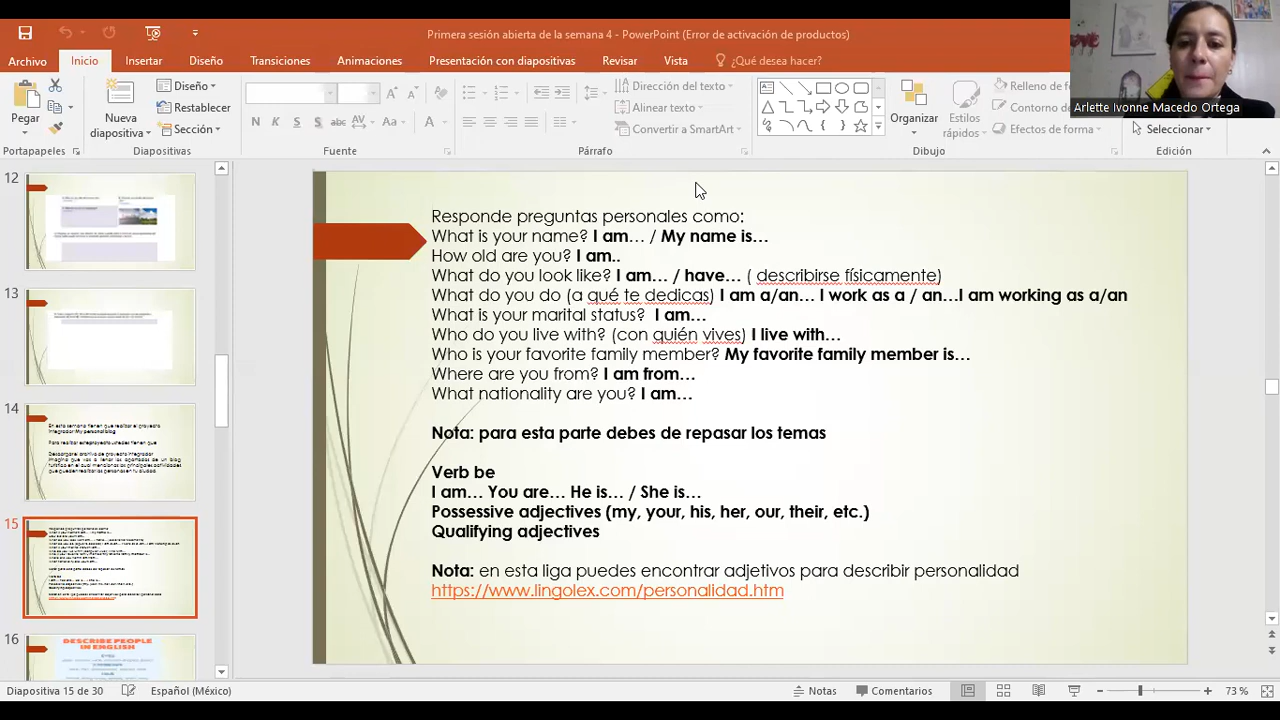 Primera sesión abierta de la semana 4 - PowerPoint (Error de activación de productos)
Archivo Inicio Insertar Diseño Transiciones Animaciones Presentación con diapositivas Revisar Vista ¿Qué desea hacer?
Arlette Ivonne Macedo Ortega
Pegar
Nueva diapositiva
Diseño
Restablecer
Sección
N K S S abc AV Aa A
Dirección del texto
Alinear texto
Convertir a SmartArt
Organizar
Estilos rápidos
Relleno de
Contorno de
Efectos de forma
Seleccionar
Portapapeles Diapositivas Fuente Párrafo Dibujo Edición
12
13
14
15
16
DESCRIBE PEOPLE
IN ENGLISH
Responde preguntas personales como:
What is your name? I am… / My name is…
How old are you? I am..
What do you look like? I am… / have… ( describirse físicamente)
What do you do (a qué te dedicas) I am a/an… I work as a / an…I am working as a/an
What is your marital status? I am…
Who do you live with? (con quién vives) I live with…
Who is your favorite family member? My favorite family member is…
Where are you from? I am from…
What nationality are you? I am…
Nota: para esta parte debes de repasar los temas
Verb be
I am… You are… He is… / She is…
Possessive adjectives (my, your, his, her, our, their, etc.)
Qualifying adjectives
Nota: en esta liga puedes encontrar adjetivos para describir personalidad
https://www.lingolex.com/personalidad.htm
Diapositiva 15 de 30 Español (México) Notas Comentarios 73 %